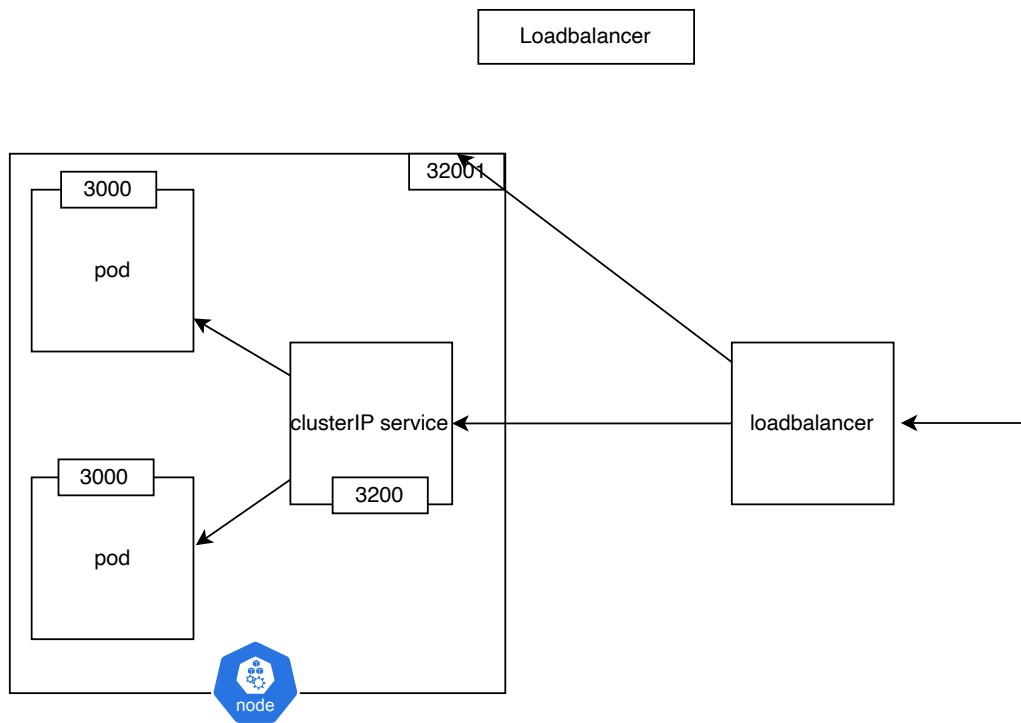 Loadbalancer
32001
3000
pod
clusterIP service
loadbalancer
3000
3200
pod
node